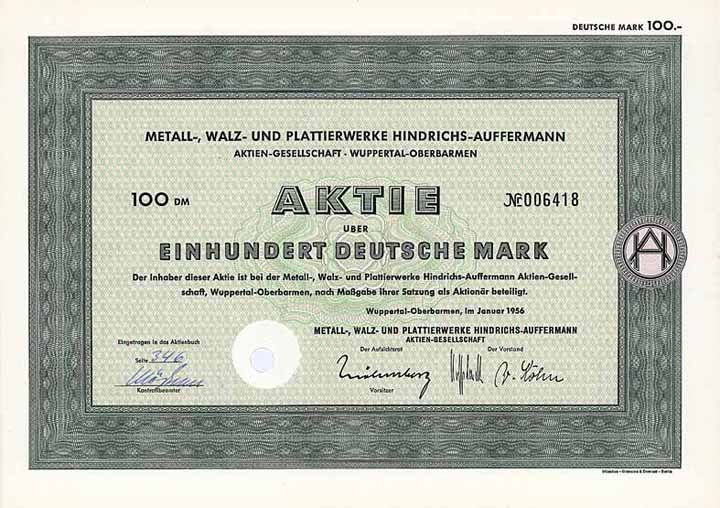 DEUTSCHE MARK 100.-
METALL-, WALZ- UND PLATTIERWERKE HINDRICHS-AUFFERMANN
AKTIEN-GESELLSCHAFT - WUPPERTAL-OBERBARMEN
100 DM
AKTIE
№ 006418
ÜBER
EINHUNDERT DEUTSCHE MARK
Der Inhaber dieser Aktie ist bei der Metall-, Walz- und Plattierwerke Hindrichs-Auffermann Aktien-Gesell-
schaft, Wuppertal-Oberbarmen, nach Maßgabe ihrer Satzung als Aktionär beteiligt.
Wuppertal-Oberbarmen, im Januar 1956
METALL-, WALZ- UND PLATTIERWERKE HINDRICHS-AUFFERMANN
AKTIEN-GESELLSCHAFT
Eingetragen in das Aktienbuch
Seite 346
Kontrollbeamter
Der Aufsichtsrat
Vorsitzer
Der Vorstand